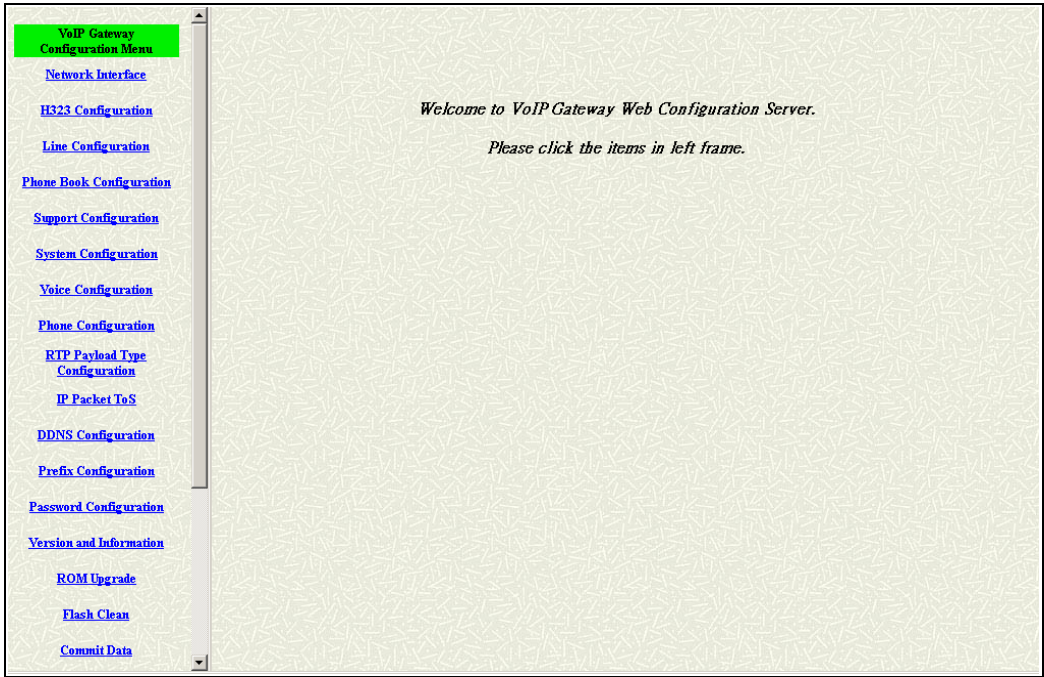 VoIP Gateway
Configuration Menu
Network Interface
H323 Configuration
Line Configuration
Phone Book Configuration
Support Configuration
System Configuration
Voice Configuration
Phone Configuration
RTP Payload Type
Configuration
IP Packet ToS
DDNS Configuration
Prefix Configuration
Password Configuration
Version and Information
ROM Upgrade
Flash Clean
Commit Data
Welcome to VoIP Gateway Web Configuration Server.
Please click the items in left frame.